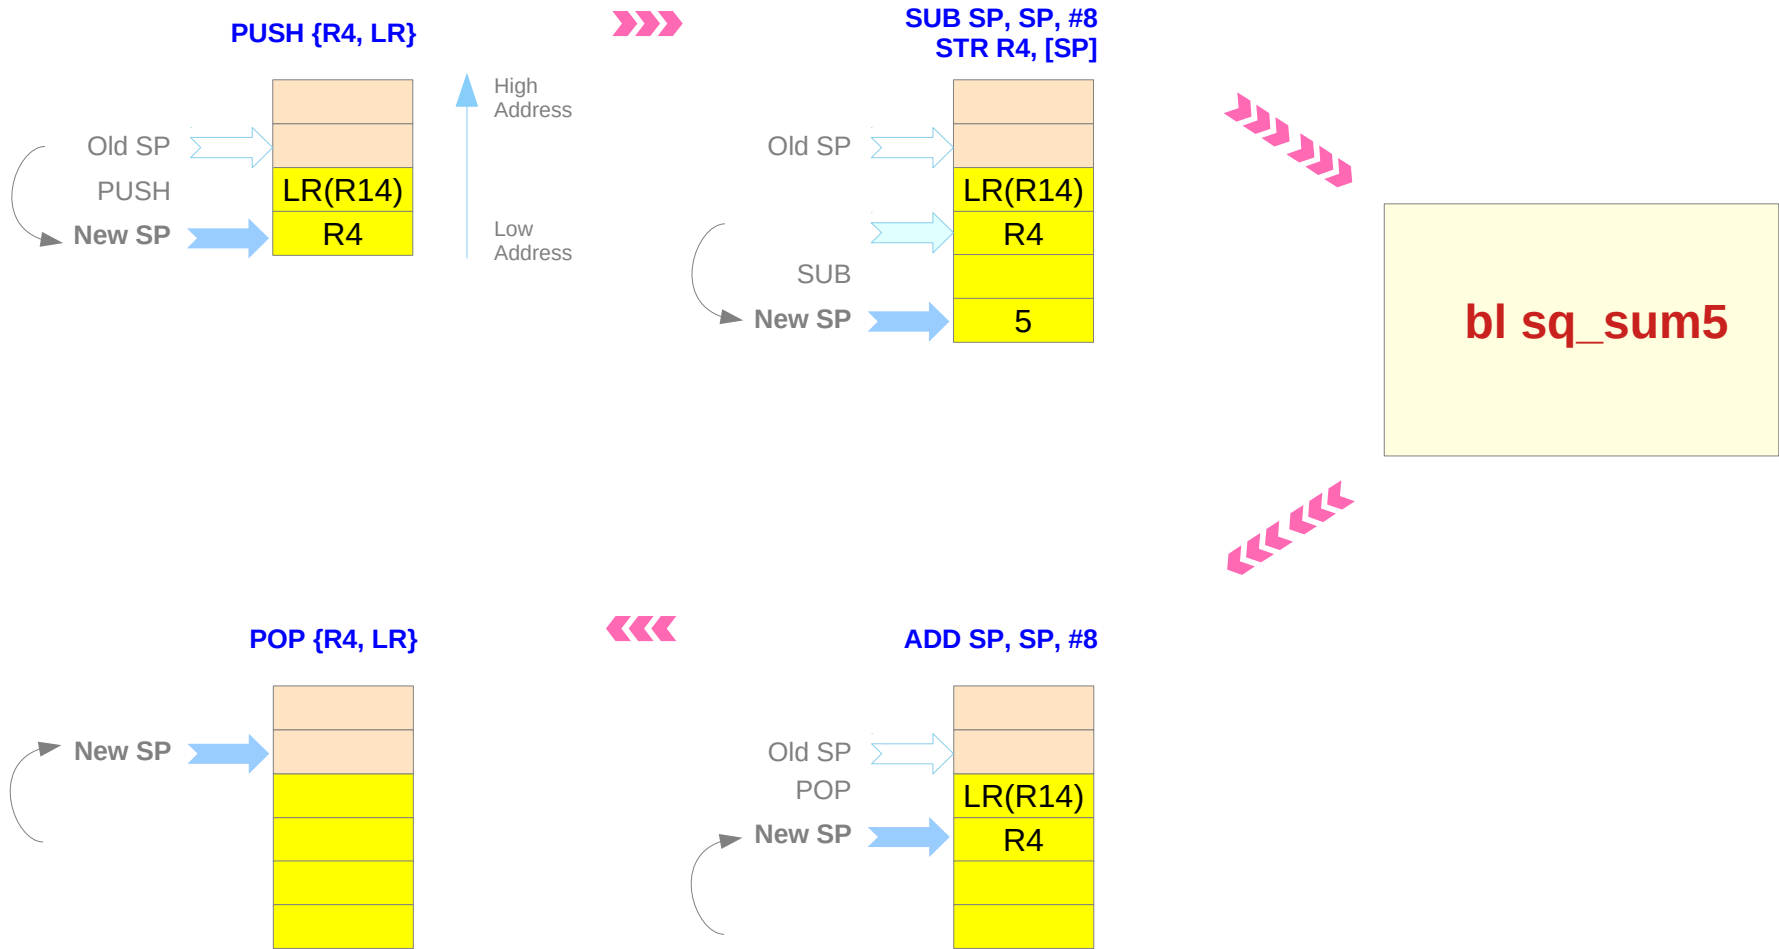 PUSH {R4, LR}
High
Address
Old SP
PUSH
LR(R14)
New SP
R4
Low
Address
SUB SP, SP, #8
STR R4, [SP]
Old SP
LR(R14)
R4
SUB
New SP
5
bl sq_sum5
POP {R4, LR}
New SP
ADD SP, SP, #8
Old SP
POP
LR(R14)
New SP
R4